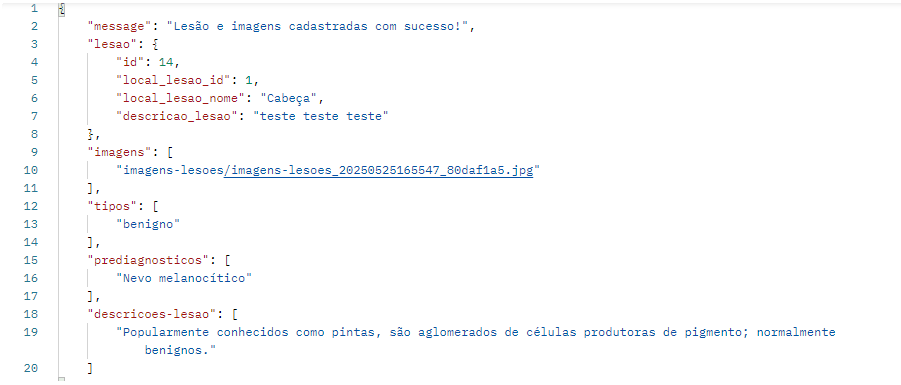 1 {
2 "message": "Lesão e imagens cadastradas com sucesso!",
3 "lesao": {
4 "id": 14,
5 "local_lesao_id": 1,
6 "local_lesao_nome": "Cabeça",
7 "descricao_lesao": "teste teste teste"
8 },
9 "imagens": [
10 "imagens-lesoes/imagens-lesoes_20250525165547_80daf1a5.jpg"
11 ],
12 "tipos": [
13 "benigno"
14 ],
15 "prediagnosticos": [
16 "Nevo melanocítico"
17 ],
18 "descricoes-lesao": [
19 "Popularmente conhecidos como pintas, são aglomerados de células produtoras de pigmento; normalmente
benignos."
20 ]